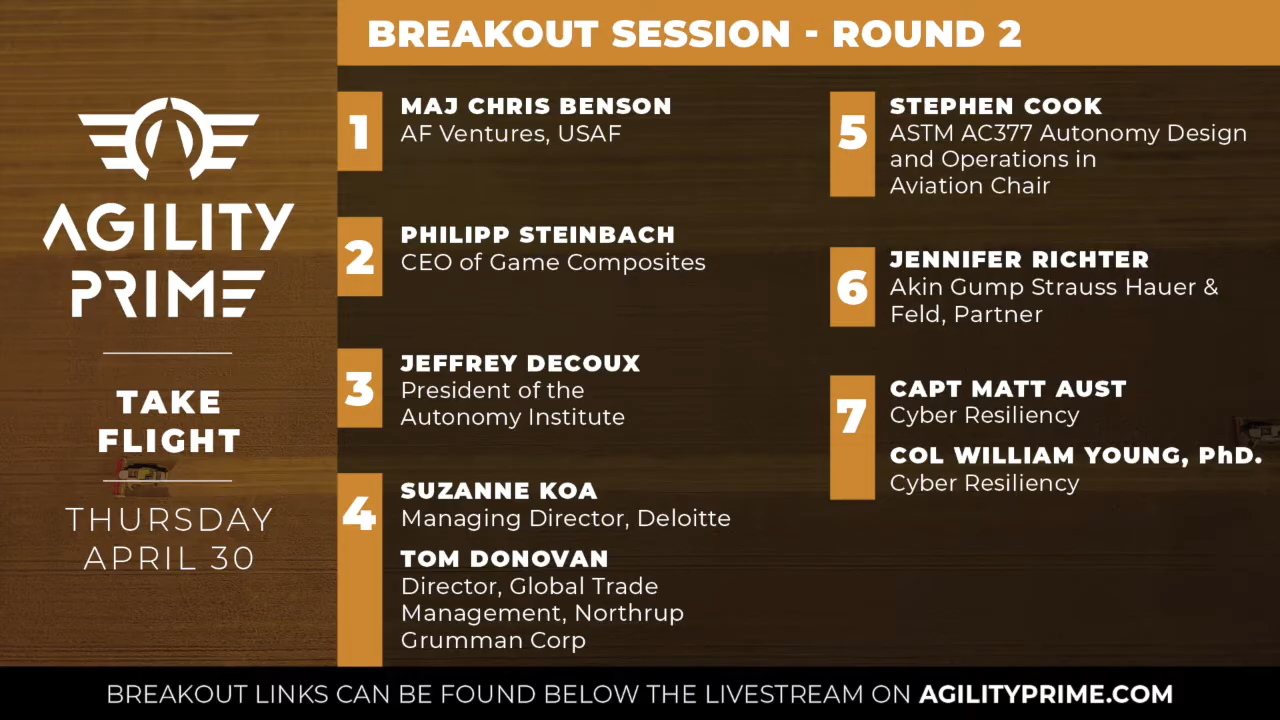 AGILITY
PRIME
TAKE
FLIGHT
THURSDAY
APRIL 30
BREAKOUT SESSION - ROUND 2
1
MAJ CHRIS BENSON
AF Ventures, USAF
2
PHILIPP STEINBACH
CEO of Game Composites
3
JEFFREY DECOUX
President of the
Autonomy Institute
4
SUZANNE KOA
Managing Director, Deloitte
TOM DONOVAN
Director, Global Trade
Management, Northrup
Grumman Corp
5
STEPHEN COOK
ASTM AC377 Autonomy Design
and Operations in
Aviation Chair
6
JENNIFER RICHTER
Akin Gump Strauss Hauer &
Feld, Partner
7
CAPT MATT AUST
Cyber Resiliency
COL WILLIAM YOUNG, PhD.
Cyber Resiliency
BREAKOUT LINKS CAN BE FOUND BELOW THE LIVESTREAM ON AGILITYPRIME.COM